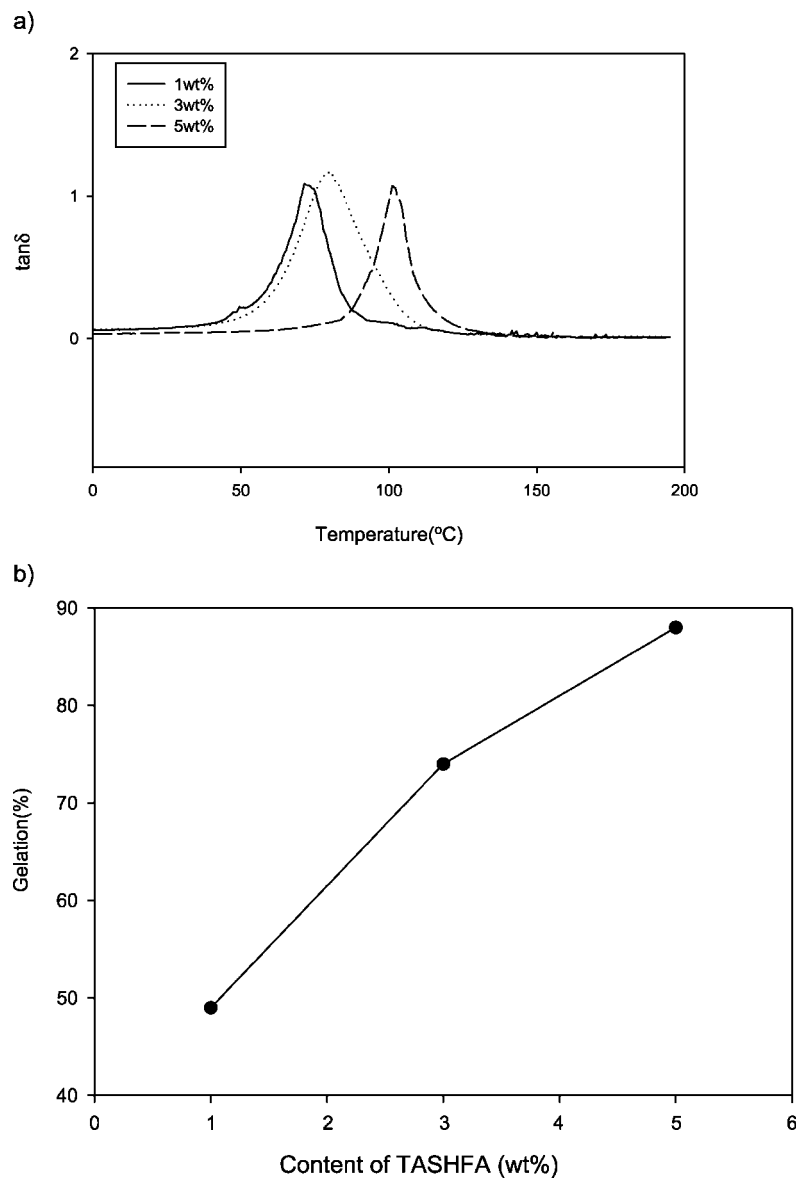 a)
2
1wt%
3wt%
5wt%
1
tanδ
0
0 50 100 150 200
Temperature(ºC)
b)
90
80
70
Gelation(%)
60
50
40
0 1 2 3 4 5 6
Content of TASHFA (wt%)